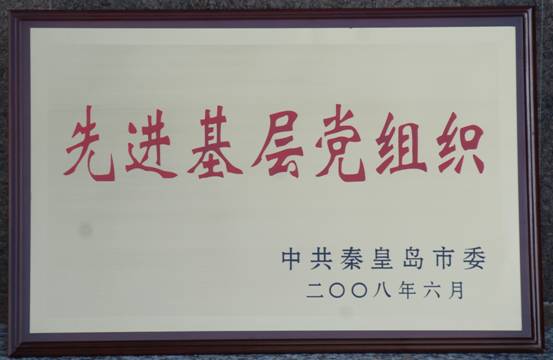 先进基层党组织
中共秦皇岛市委
二〇〇八年六月